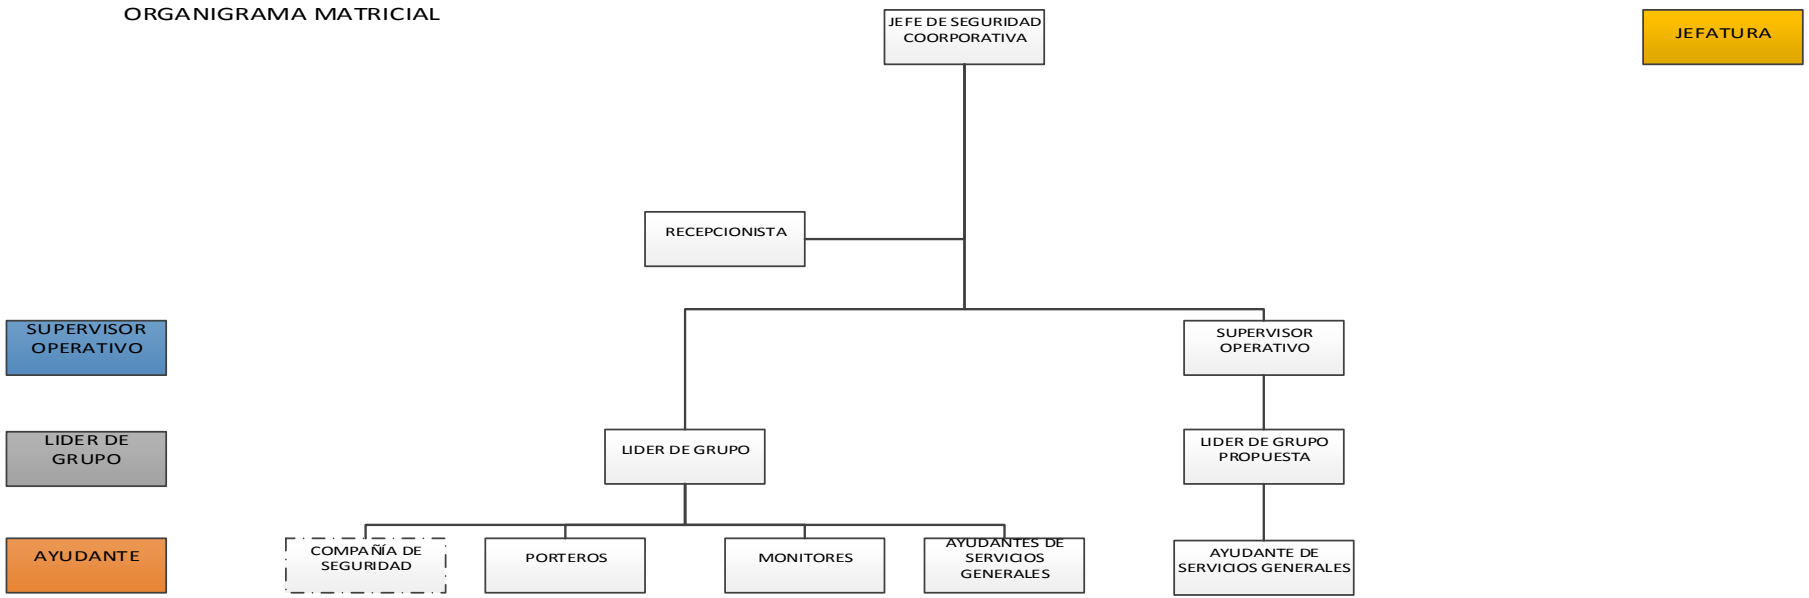 ORGANIGRAMA MATRICIAL
JEFE DE SEGURIDAD
COORPORATIVA
JEFATURA
RECEPCIONISTA
SUPERVISOR
OPERATIVO
SUPERVISOR
OPERATIVO
LIDER DE
GRUPO
LIDER DE GRUPO
LIDER DE GRUPO
PROPUESTA
AYUDANTE
COMPAÑÍA DE
SEGURIDAD
PORTEROS
MONITORES
AYUDANTES DE
SERVICIOS
GENERALES
AYUDANTE DE
SERVICIOS GENERALES